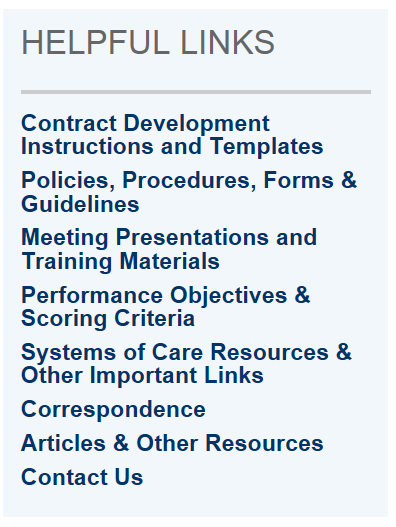 HELPFUL LINKS
Contract Development
Instructions and Templates
Policies, Procedures, Forms &
Guidelines
Meeting Presentations and
Training Materials
Performance Objectives &
Scoring Criteria
Systems of Care Resources &
Other Important Links
Correspondence
Articles & Other Resources
Contact Us